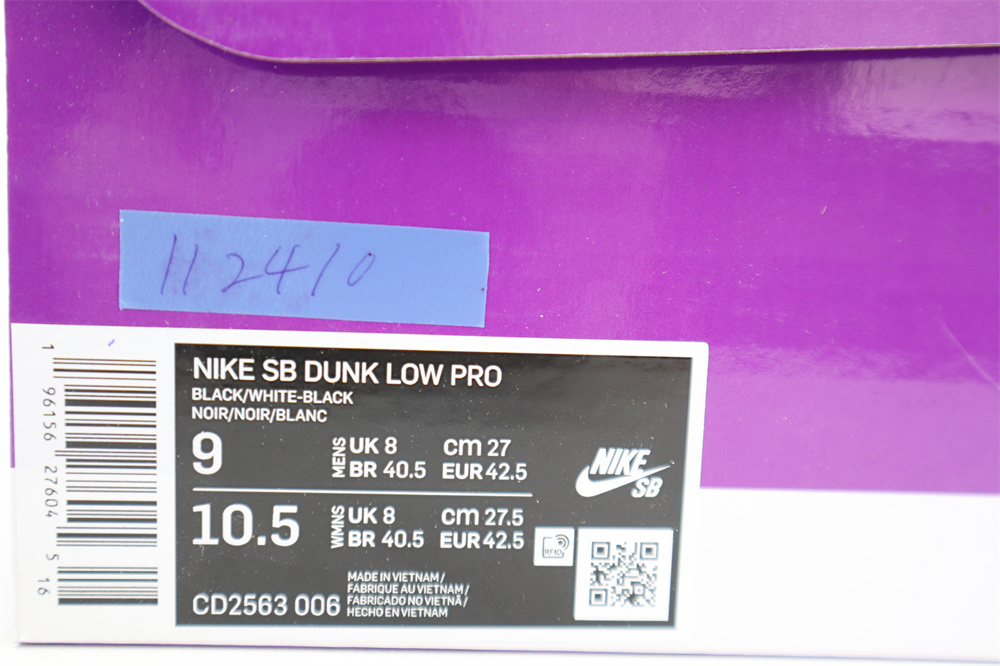 112410
NIKE SB DUNK LOW PRO
BLACK/WHITE-BLACK
NOIR/NOIR/BLANC
9 MENS UK 8 cm 27
BR 40.5 EUR 42.5
10.5 WMNS UK 8 cm 27.5
BR 40.5 EUR 42.5
NIKE
SB
RFID
MADE IN VIETNAM/
FABRIQUE AU VIETNAM/
FABRICADO NO VIETNÃ/
HECHO EN VIETNAM
CD2563 006
1 96156 27604 5 16